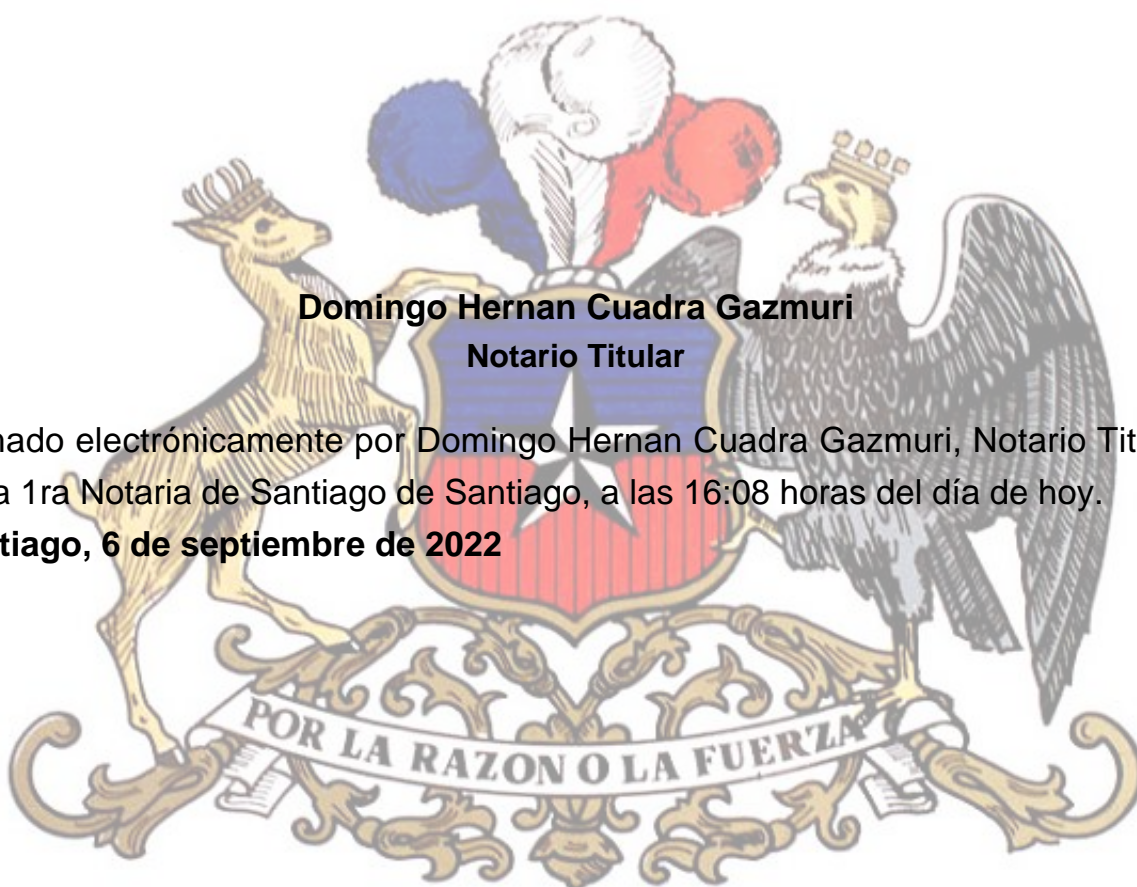 Domingo Hernan Cuadra Gazmuri
Notario Titular
nado electrónicamente por Domingo Hernan Cuadra Gazmuri, Notario Tit
a 1ra Notaria de Santiago de Santiago, a las 16:08 horas del día de hoy.
tiago, 6 de septiembre de 2022
POR LA RAZON O LA FUERZA